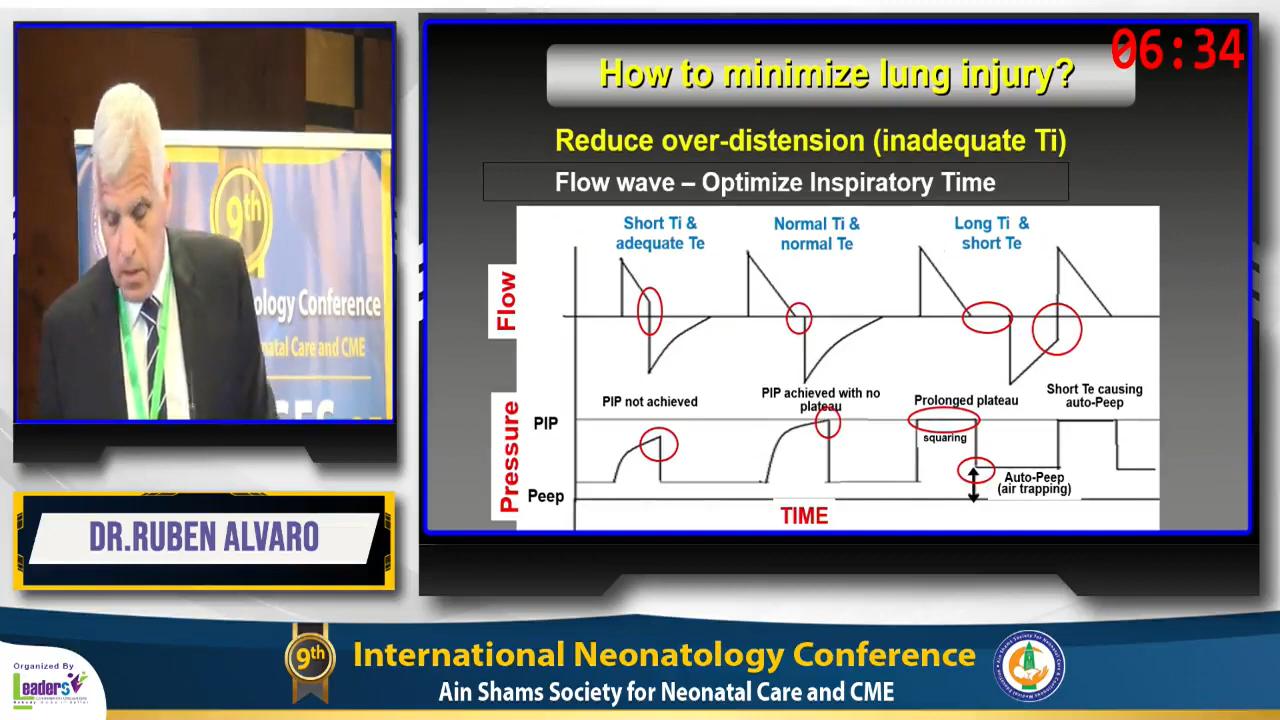 06:34
How to minimize lung injury?
Reduce over-distension (inadequate Ti)
Flow wave – Optimize Inspiratory Time
Short Ti &
adequate Te
Normal Ti &
normal Te
Long Ti &
short Te
Flow
PIP not achieved
PIP achieved with no
plateau
Prolonged plateau
Short Te causing
auto-Peep
Pressure
PIP
squaring
Peep
Auto-Peep
(air trapping)
TIME
9th
ology Conference
natal Care and CME
DR.RUBEN ALVARO
9th
International Neonatology Conference
Ain Shams Society for Neonatal Care and CME
Organized By
Leaders